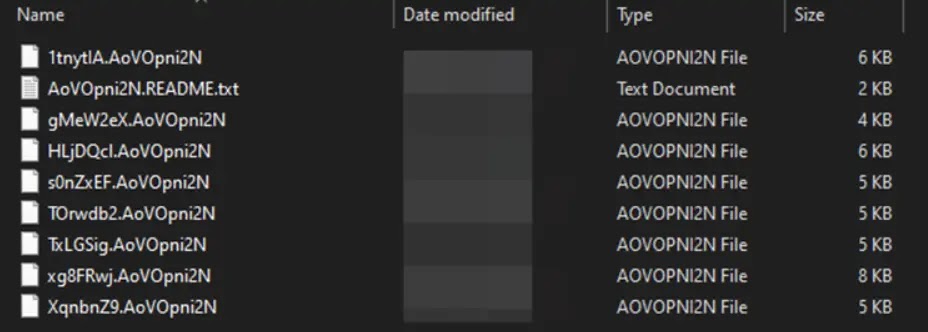 Name Date modified Type Size
1tnytlA.AoVOpni2N AOVOPNI2N File 6 KB
AoVOpni2N.README.txt Text Document 2 KB
gMeW2eX.AoVOpni2N AOVOPNI2N File 4 KB
HLjDQcI.AoVOpni2N AOVOPNI2N File 6 KB
s0nZxEF.AoVOpni2N AOVOPNI2N File 5 KB
TOrwdb2.AoVOpni2N AOVOPNI2N File 5 KB
TxLGSig.AoVOpni2N AOVOPNI2N File 5 KB
xg8FRwj.AoVOpni2N AOVOPNI2N File 8 KB
XqnbnZ9.AoVOpni2N AOVOPNI2N File 5 KB